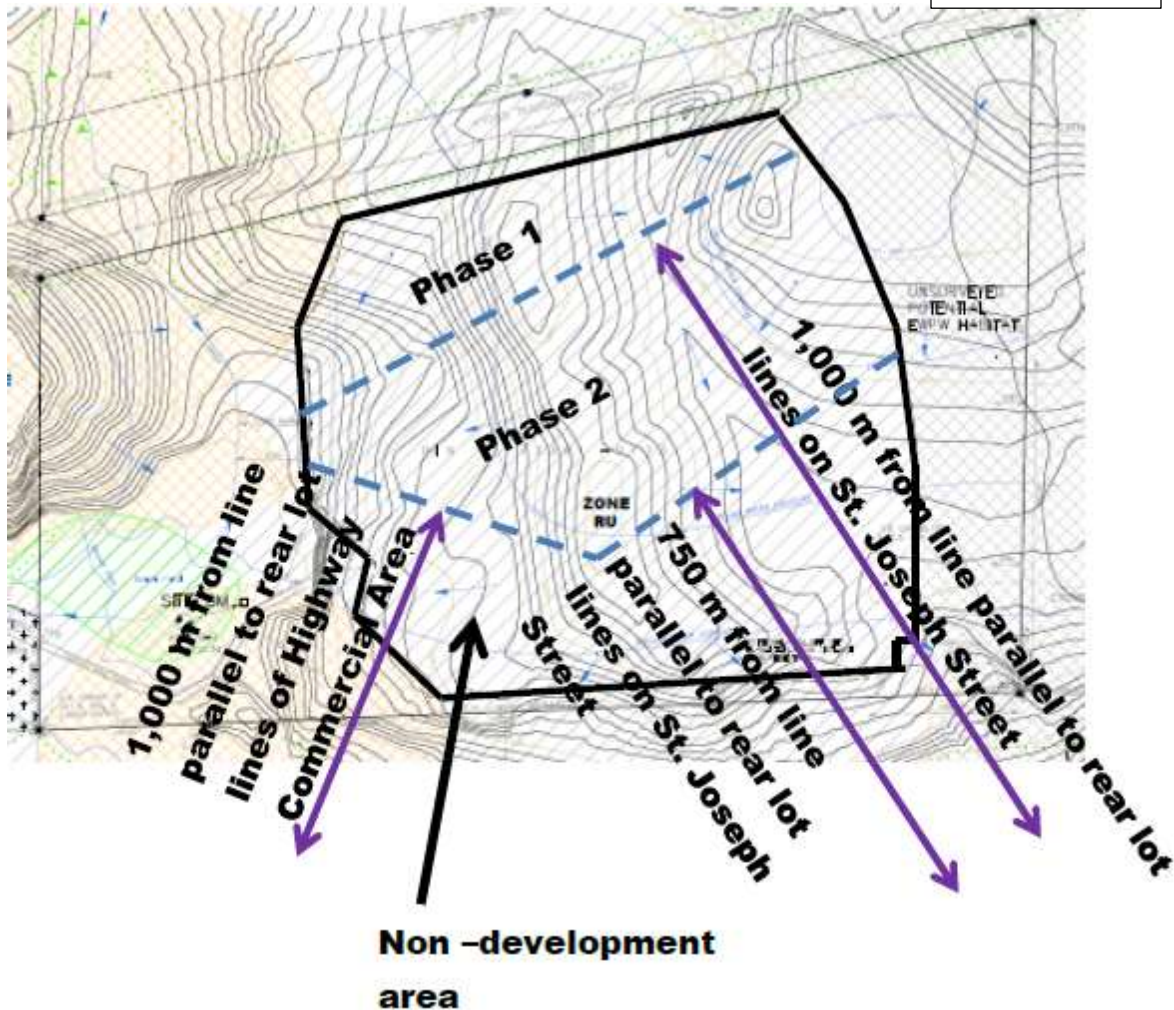 Phase 1
UNSURVEYED
POTENTIAL
EWPW HABITAT
Phase 2
ZONE
RU
1,000 m from line parallel to rear lot
lines on St. Joseph Street
750 m from line
parallel to rear lot
lines on St. Joseph
Street
1,000 m from line
parallel to rear lot
lines of Highway
Commercial Area
Non –development
area